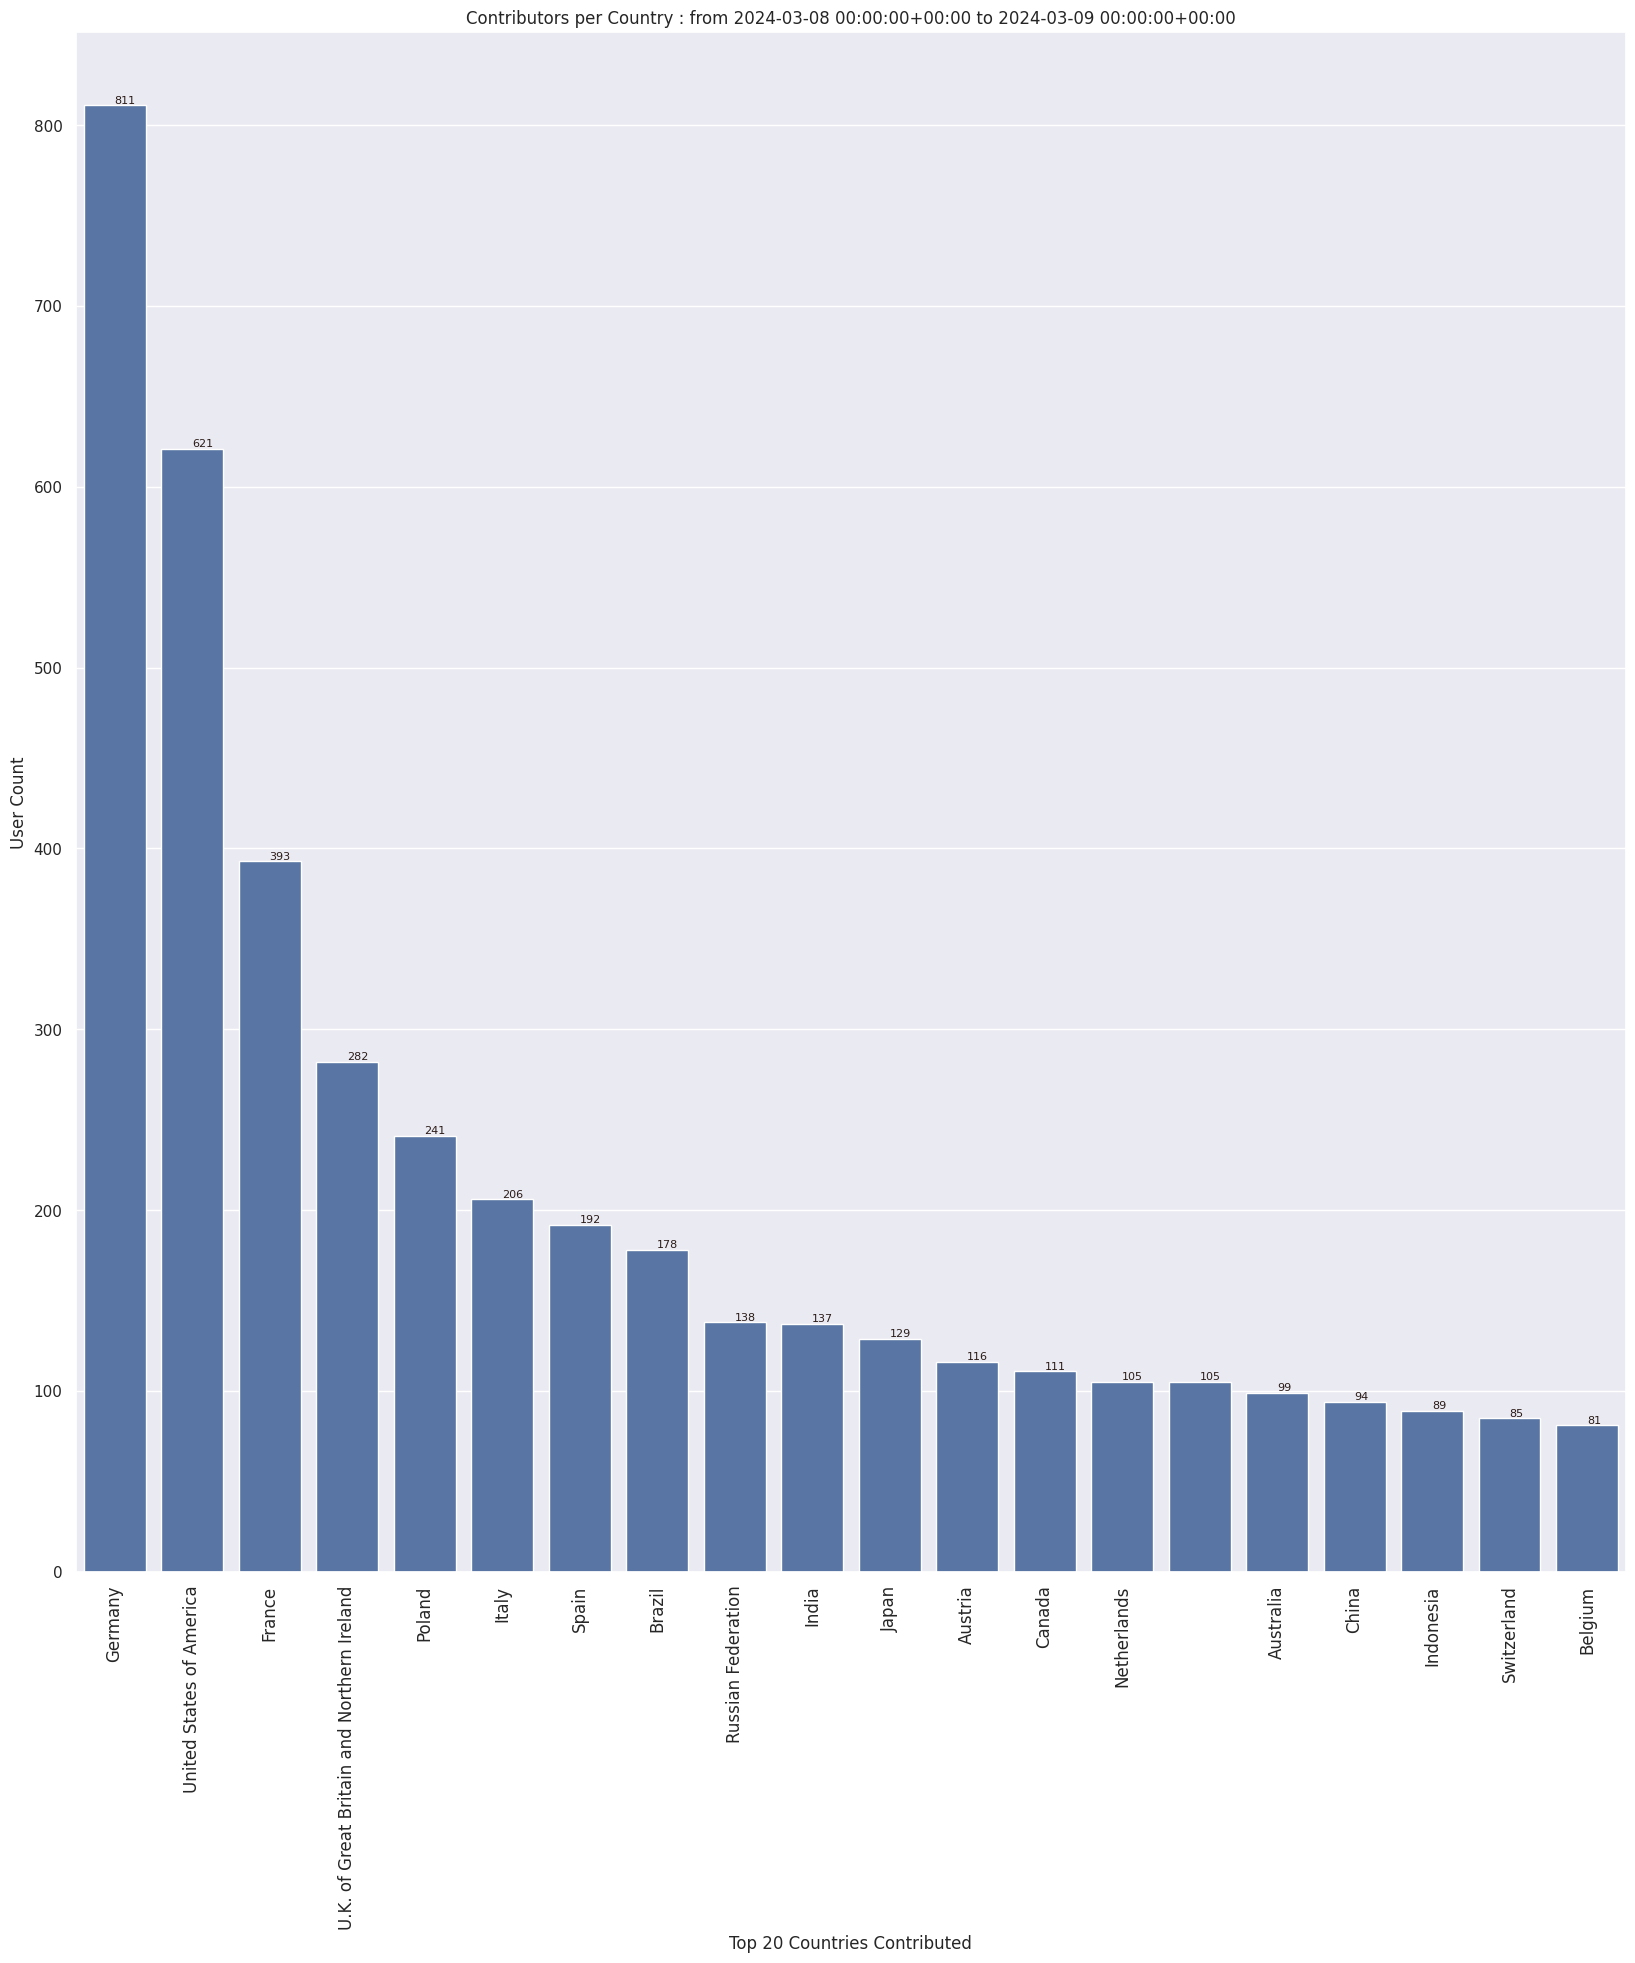 Contributors per Country : from 2024-03-08 00:00:00+00:00 to 2024-03-09 00:00:00+00:00
User Count
800
700
600
500
400
300
200
100
0
811
621
393
282
241
206
192
178
138
137
129
116
111
105
105
99
94
89
85
81
Germany
United States of America
France
U.K. of Great Britain and Northern Ireland
Poland
Italy
Spain
Brazil
Russian Federation
India
Japan
Austria
Canada
Netherlands
Australia
China
Indonesia
Switzerland
Belgium
Top 20 Countries Contributed